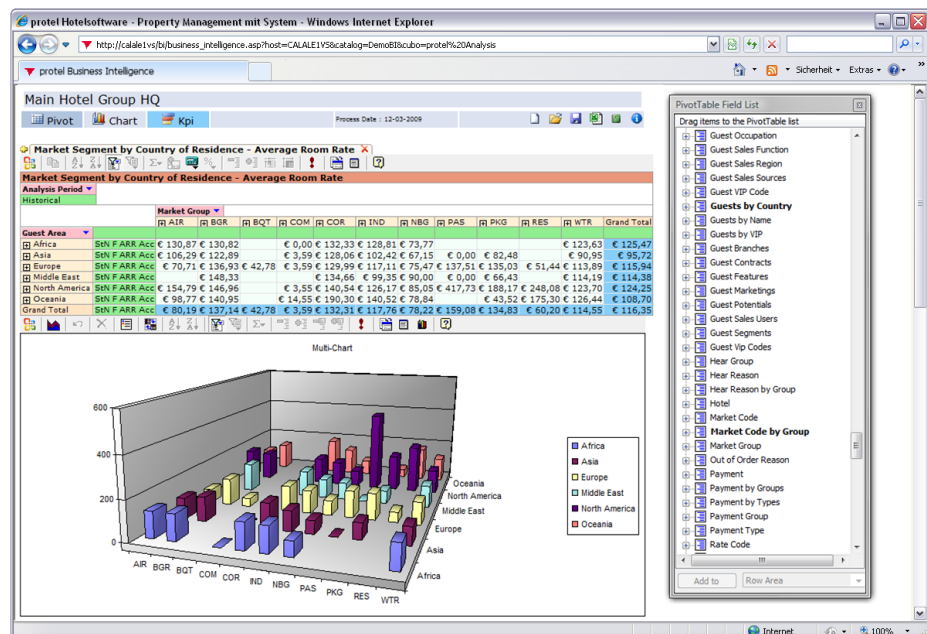 protel Hotelsoftware - Property Management mit System - Windows Internet Explorer
http://calale1vs/bi/business_intelligence.asp?host=CALALE1VS&catalog=DemoBI&cubo=protel%20Analysis
protel Business Intelligence
Sicherheit Extras
Main Hotel Group HQ
Pivot Chart Kpi Process Date : 12-03-2009
Market Segment by Country of Residence - Average Room Rate
Market Segment by Country of Residence - Average Room Rate
Analysis Period
Historical
Market Group
AIR BGR BQT COM COR IND NBG PAS PKG RES WTR Grand Total
Guest Area
Africa StN F ARR Acc € 130,87 € 130,82 € 0,00 € 132,33 € 128,81 € 73,77 € 123,63 € 125,47
Asia StN F ARR Acc € 106,29 € 122,89 € 3,59 € 128,06 € 102,42 € 67,15 € 0,00 € 82,48 € 90,95 € 95,72
Europe StN F ARR Acc € 70,71 € 136,93 € 42,78 € 3,59 € 129,99 € 117,11 € 75,47 € 137,51 € 135,03 € 51,44 € 113,89 € 115,94
Middle East StN F ARR Acc € 148,33 € 134,66 € 99,35 € 90,00 € 0,00 € 66,43 € 114,19 € 114,38
North America StN F ARR Acc € 154,79 € 146,96 € 3,55 € 140,54 € 126,17 € 85,05 € 417,73 € 188,17 € 248,08 € 123,70 € 124,25
Oceania StN F ARR Acc € 98,77 € 140,95 € 14,55 € 190,30 € 140,52 € 78,84 € 43,52 € 175,30 € 126,44 € 108,70
Grand Total StN F ARR Acc € 80,19 € 137,14 € 42,78 € 3,59 € 132,31 € 117,76 € 78,22 € 159,08 € 134,83 € 60,20 € 114,55 € 116,35
Multi-Chart
600
400
200
0
AIR BGR BQT COM COR IND NBG PAS PKG RES WTR
Oceania
North America
Middle East
Europe
Asia
Africa
Africa
Asia
Europe
Middle East
North America
Oceania
PivotTable Field List
Drag items to the PivotTable list
Guest Occupation
Guest Sales Function
Guest Sales Region
Guest Sales Sources
Guest VIP Code
Guests by Country
Guests by Name
Guests by VIP
Guest Branches
Guest Contracts
Guest Features
Guest Marketings
Guest Potentials
Guest Sales Users
Guest Segments
Guest Vip Codes
Hear Group
Hear Reason
Hear Reason by Group
Hotel
Market Code
Market Code by Group
Market Group
Out of Order Reason
Payment
Payment by Groups
Payment by Types
Payment Group
Payment Type
Rate Code
Add to Row Area
Internet 100%